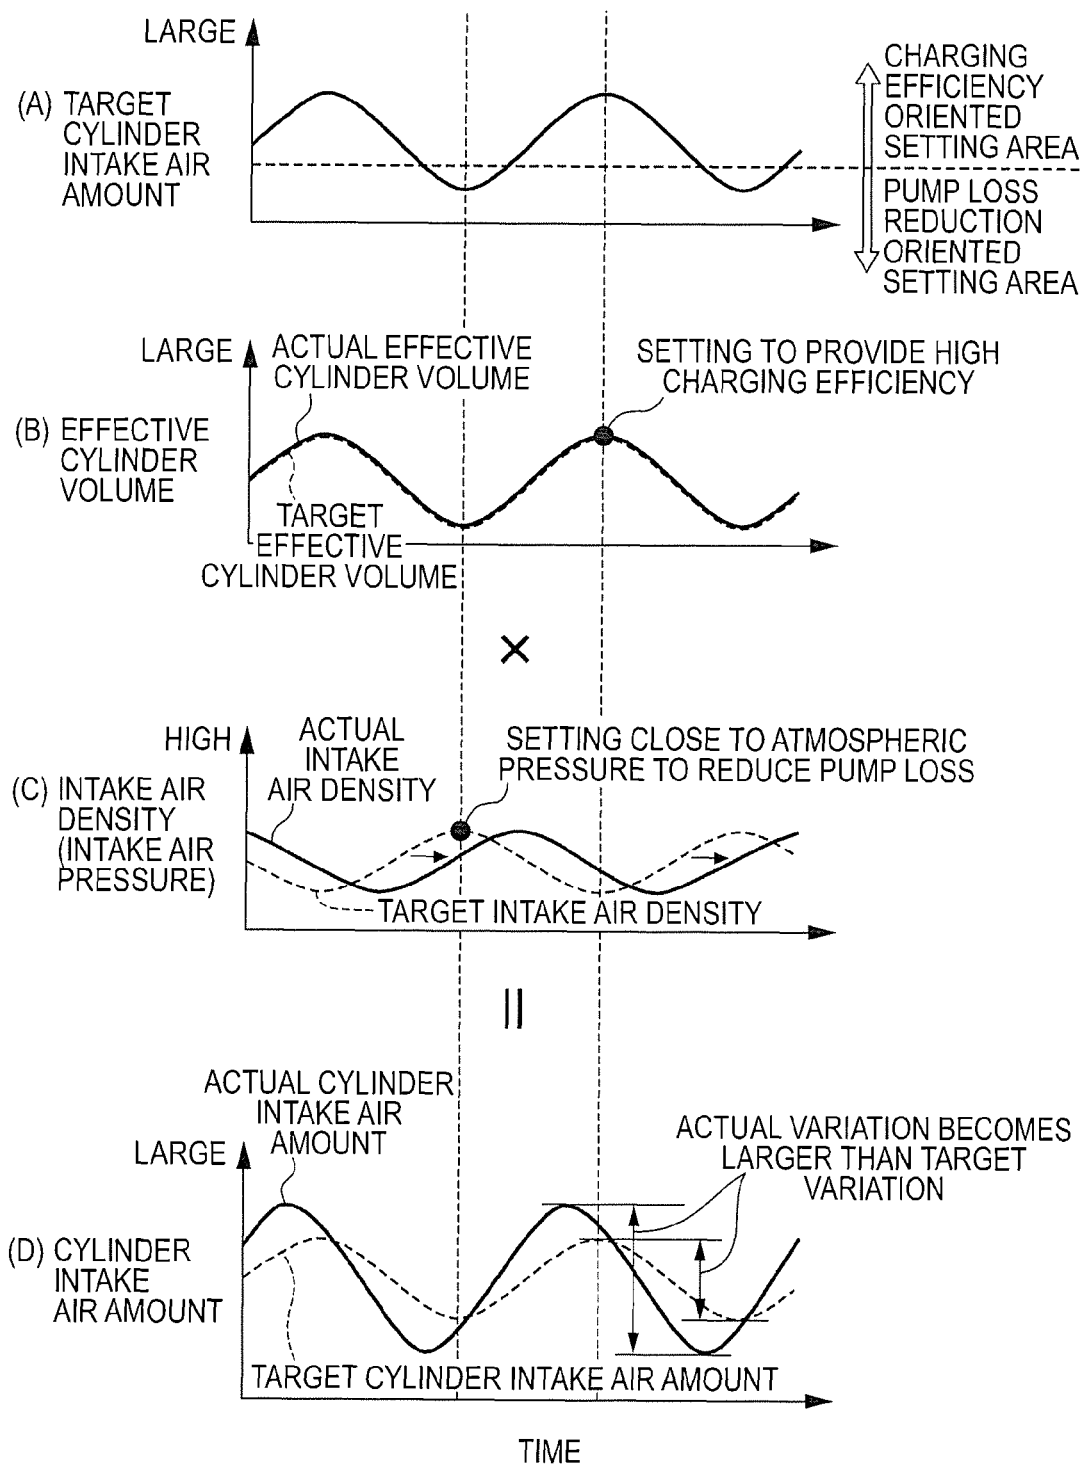 LARGE
(A) TARGET
CYLINDER
INTAKE AIR
AMOUNT
CHARGING
EFFICIENCY
ORIENTED
SETTING AREA
PUMP LOSS
REDUCTION
ORIENTED
SETTING AREA
LARGE
ACTUAL EFFECTIVE
CYLINDER VOLUME
SETTING TO PROVIDE HIGH
CHARGING EFFICIENCY
(B) EFFECTIVE
CYLINDER
VOLUME
TARGET
EFFECTIVE
CYLINDER VOLUME
×
HIGH
ACTUAL
INTAKE
AIR DENSITY
SETTING CLOSE TO ATMOSPHERIC
PRESSURE TO REDUCE PUMP LOSS
(C) INTAKE AIR
DENSITY
(INTAKE AIR
PRESSURE)
TARGET INTAKE AIR DENSITY
||
ACTUAL CYLINDER
INTAKE AIR
AMOUNT
LARGE
ACTUAL VARIATION BECOMES
LARGER THAN TARGET
VARIATION
(D) CYLINDER
INTAKE
AIR AMOUNT
TARGET CYLINDER INTAKE AIR AMOUNT
TIME